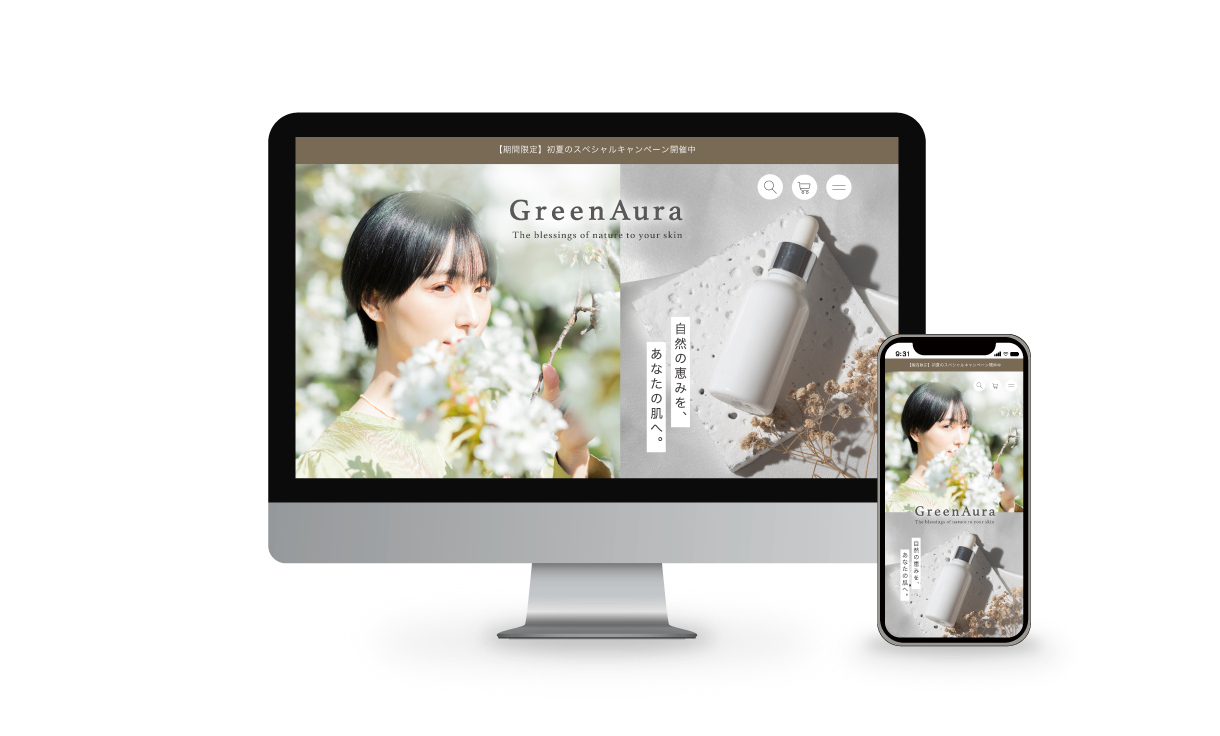 【期間限定】初夏のスペシャルキャンペーン開催中
GreenAura
The blessings of nature to your skin
自然の恵みを、
あなたの肌へ。
9:31
【期間限定】初夏のスペシャルキャンペーン開催中
GreenAura
The blessings of nature to your skin
自然の恵みを、
あなたの肌へ。